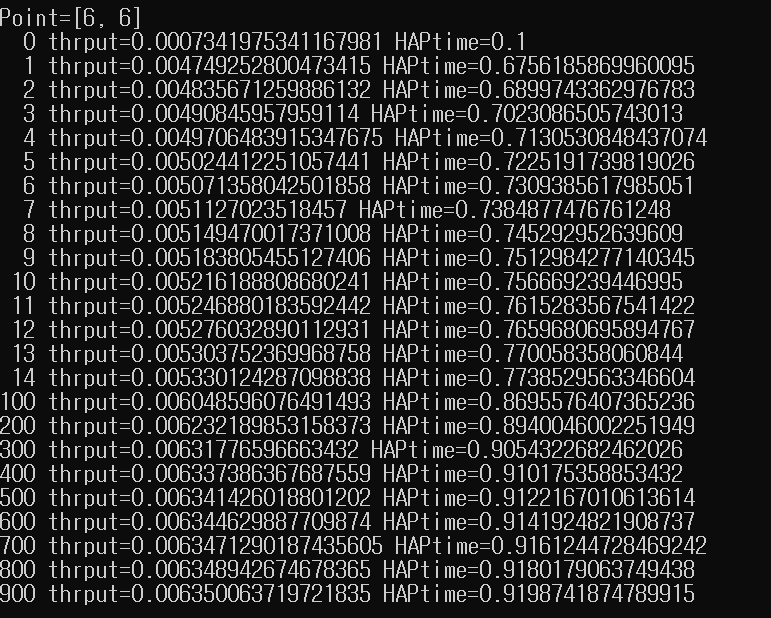 Point=[6, 6]
  0 thrput=0.0007341975341167981 HAPtime=0.1
  1 thrput=0.004749252800473415 HAPtime=0.6756185869960095
  2 thrput=0.004835671259886132 HAPtime=0.6899743362976783
  3 thrput=0.00490845957959114 HAPtime=0.7023086505743013
  4 thrput=0.0049706483915347675 HAPtime=0.7130530848437074
  5 thrput=0.005024412251057441 HAPtime=0.7225191739819026
  6 thrput=0.005071358042501858 HAPtime=0.7309385617985051
  7 thrput=0.0051127023518457 HAPtime=0.7384877476761248
  8 thrput=0.005149470017371008 HAPtime=0.745292952639609
  9 thrput=0.005183805455127406 HAPtime=0.7512984277140345
 10 thrput=0.005216188808680241 HAPtime=0.756669239446995
 11 thrput=0.005246880183592442 HAPtime=0.7615283567541422
 12 thrput=0.005276032890112931 HAPtime=0.7659680695894767
 13 thrput=0.005303752369968758 HAPtime=0.770058358060844
 14 thrput=0.005330124287098838 HAPtime=0.7738529563346604
100 thrput=0.006048596076491493 HAPtime=0.8695576407365236
200 thrput=0.006232189853158373 HAPtime=0.8940046002251949
300 thrput=0.00631776596663432 HAPtime=0.9054322682462026
400 thrput=0.006337386367687559 HAPtime=0.910175358853432
500 thrput=0.006341426018801202 HAPtime=0.9122167010613614
600 thrput=0.006344629887709874 HAPtime=0.9141924821908737
700 thrput=0.0063471290187435605 HAPtime=0.9161244728469242
800 thrput=0.006348942674678365 HAPtime=0.9180179063749438
900 thrput=0.006350063719721835 HAPtime=0.9198741874789915